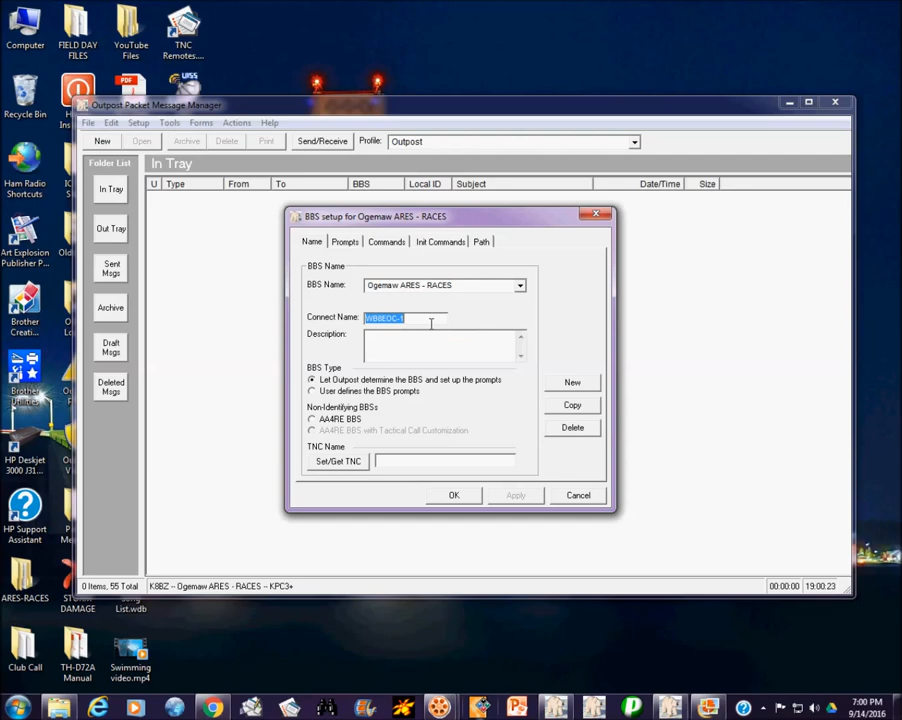 Computer
FIELD DAY FILES
YouTube Files
TNC Remotes...
Recycle Bin
PDF
Ham Radio Shortcuts
Art Explosion Publisher P...
Brother Creati...
Brother Utilities
HP Deskjet 3000 J31...
HP Support Assistant
ARES-RACES
DAMAGE
List.wdb
Club Call
TH-D72A Manual
Swimming video.mp4
Outpost Packet Message Manager
File Edit Setup Tools Forms Actions Help
New Open Archive Delete Print Send/Receive Profile: Outpost
Folder List
In Tray
U Type From To BBS Local ID Subject Date/Time Size
In Tray
Out Tray
Sent Msgs
Archive
Draft Msgs
Deleted Msgs
BBS setup for Ogemaw ARES - RACES
Name Prompts Commands Init Commands Path
BBS Name
BBS Name: Ogemaw ARES - RACES
Connect Name: WB8EOC-1
Description:
BBS Type
Let Outpost determine the BBS and set up the prompts
User defines the BBS prompts
Non-Identifying BBSs
AA4RE BBS
AA4RE BBS with Tactical Call Customization
TNC Name
Set/Get TNC
New
Copy
Delete
OK Apply Cancel
0 Items, 55 Total K8BZ -- Ogemaw ARES - RACES -- KPC3+ 00:00:00 19:00:23
7:00 PM
9/14/2016